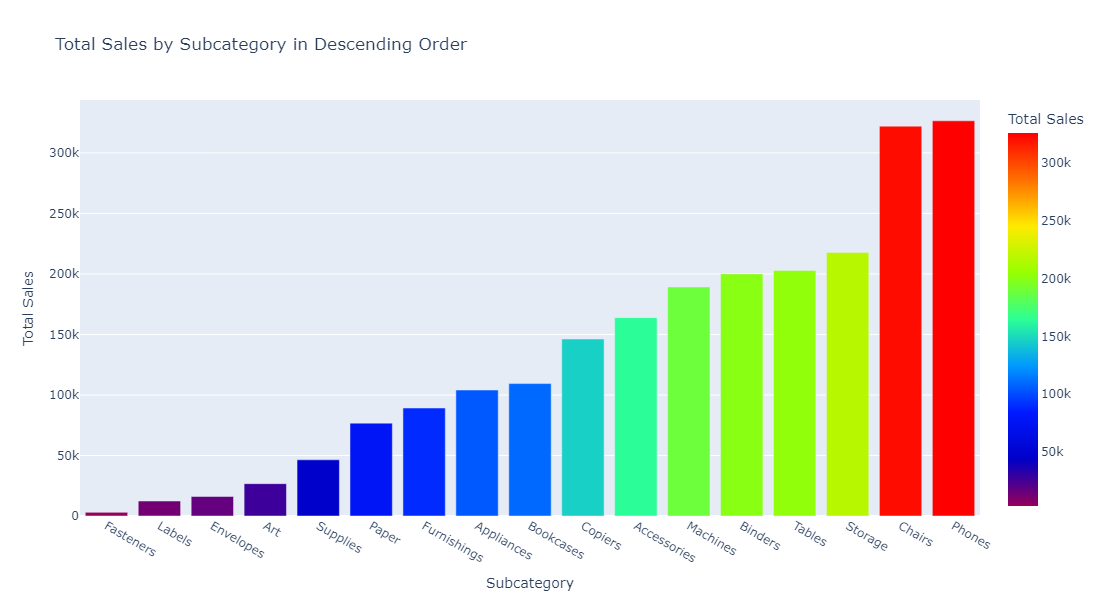 Total Sales by Subcategory in Descending Order
Total Sales
300k
250k
200k
150k
100k
50k
0
Fasteners
Labels
Envelopes
Art
Supplies
Paper
Furnishings
Appliances
Bookcases
Copiers
Accessories
Machines
Binders
Tables
Storage
Chairs
Phones
Subcategory
Total Sales
300k
250k
200k
150k
100k
50k